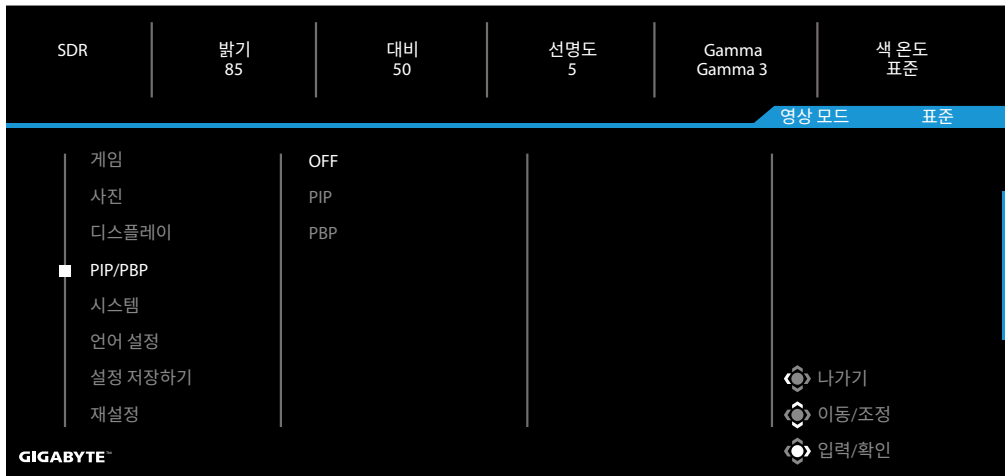 SDR
밝기
85
대비
50
선명도
5
Gamma
Gamma 3
색 온도
표준
영상 모드 표준
게임
사진
디스플레이
PIP/PBP
시스템
언어 설정
설정 저장하기
재설정
OFF
PIP
PBP
나가기
이동/조정
입력/확인
GIGABYTE™